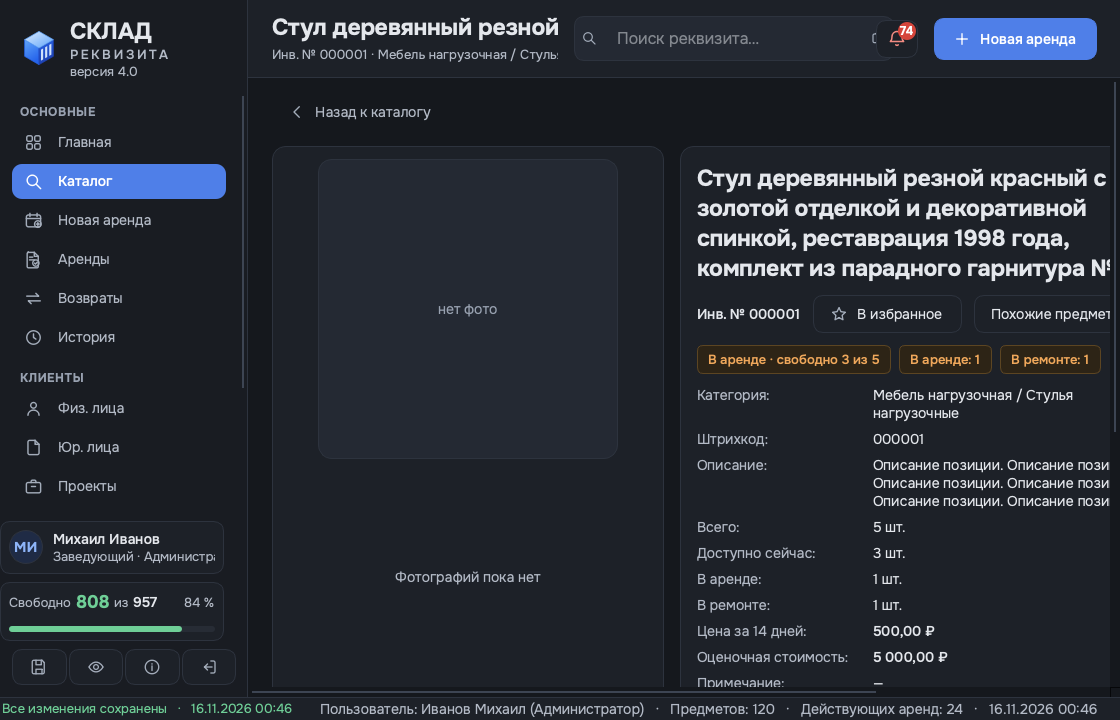 СКЛАД
РЕКВИЗИТА
версия 4.0
ОСНОВНЫЕ
Главная
Каталог
Новая аренда
Аренды
Возвраты
История
КЛИЕНТЫ
Физ. лица
Юр. лица
Проекты
МИ
Михаил Иванов
Заведующий · Администра
Свободно 808 из 957 84 %
Стул деревянный резной
Инв. № 000001 · Мебель нагрузочная / Стуль
Поиск реквизита...
74
Новая аренда
Назад к каталогу
нет фото
Фотографий пока нет
Стул деревянный резной красный с
золотой отделкой и декоративной
спинкой, реставрация 1998 года,
комплект из парадного гарнитура №
Инв. № 000001
В избранное
Похожие предмет
В аренде · свободно 3 из 5
В аренде: 1
В ремонте: 1
Категория: Мебель нагрузочная / Стулья
нагрузочные
Штрихкод: 000001
Описание: Описание позиции. Описание пози
Описание позиции. Описание пози
Описание позиции. Описание пози
Всего: 5 шт.
Доступно сейчас: 3 шт.
В аренде: 1 шт.
В ремонте: 1 шт.
Цена за 14 дней: 500,00 ₽
Оценочная стоимость: 5 000,00 ₽
Примечание: —
Все изменения сохранены · 16.11.2026 00:46
Пользователь: Иванов Михаил (Администратор) · Предметов: 120 · Действующих аренд: 24 · 16.11.2026 00:46